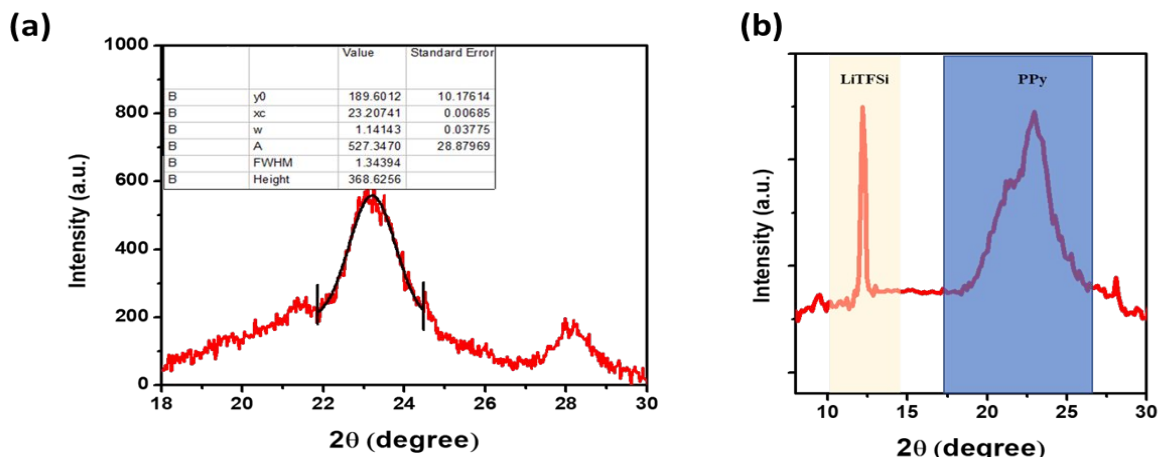 (a)
1000
800
600
400
200
0
Intensity (a.u.)
Value Standard Error
B y0 189.6012 10.17614
B xc 23.20741 0.00685
B w 1.14143 0.03775
B A 527.3470 28.87969
B FWHM 1.34394
B Height 368.6256
18 20 22 24 26 28 30
2θ (degree)
(b)
LiTFSi PPy
Intensity (a.u.)
10 15 20 25 30
2θ (degree)